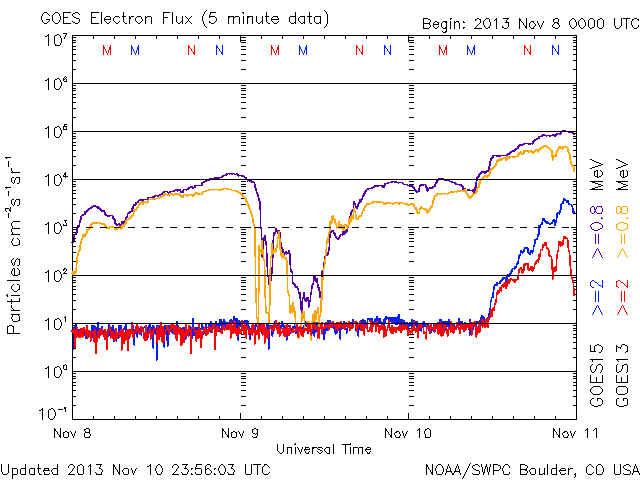 GOES Electron Flux (5 minute data)
Begin: 2013 Nov 8 0000 UTC
M M N N M M N N M M N N
10⁷
10⁶
10⁵
10⁴
10³
10²
10¹
10⁰
10⁻¹
Particles cm⁻²s⁻¹sr⁻¹
Nov 8 Nov 9 Nov 10 Nov 11
Universal Time
GOES15 >=2 >=0.8 MeV
GOES13 >=2 >=0.8 MeV
Updated 2013 Nov 10 23:56:03 UTC
NOAA/SWPC Boulder, CO USA